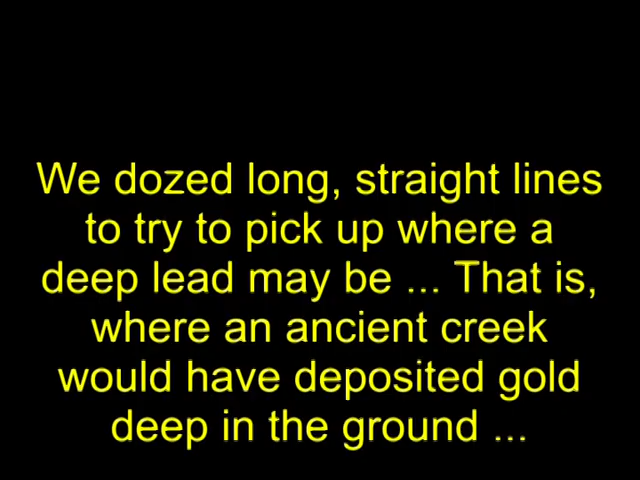 We dozed long, straight lines
to try to pick up where a
deep lead may be ... That is,
where an ancient creek
would have deposited gold
deep in the ground ...